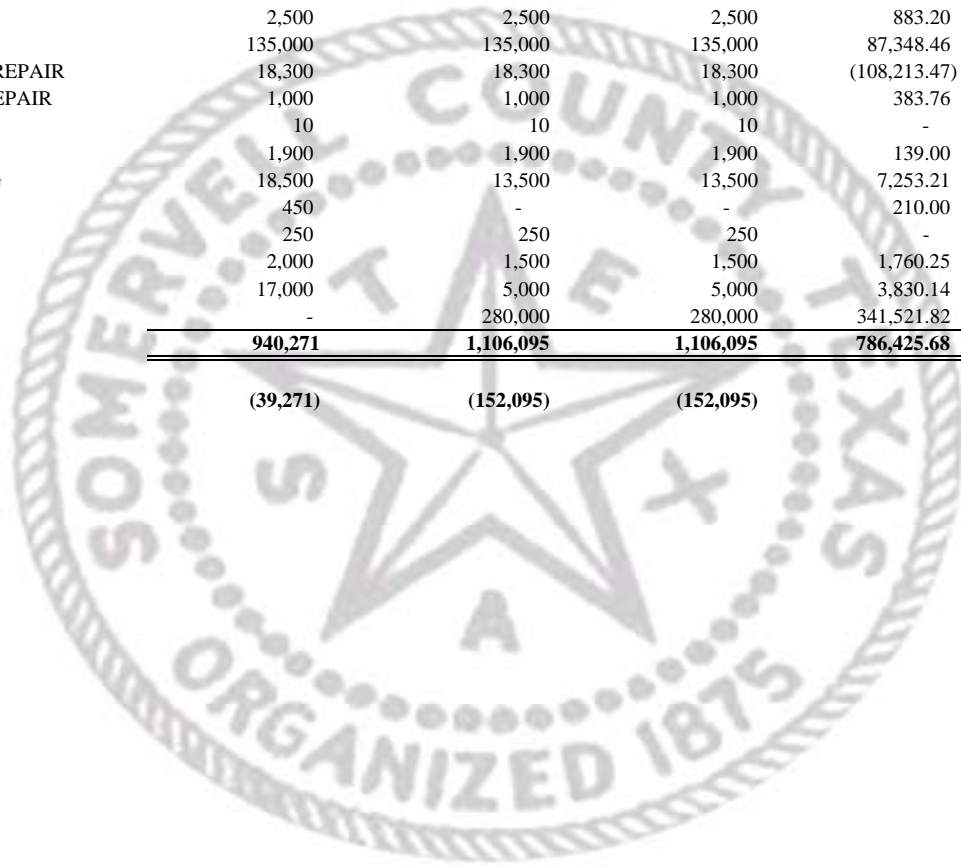 2,500 2,500 2,500 883.20
135,000 135,000 135,000 87,348.46
REPAIR 18,300 18,300 18,300 (108,213.47)
EPAIR 1,000 1,000 1,000 383.76
10 10 10 -
1,900 1,900 1,900 139.00
18,500 13,500 13,500 7,253.21
450 - - 210.00
250 250 250 -
2,000 1,500 1,500 1,760.25
17,000 5,000 5,000 3,830.14
- 280,000 280,000 341,521.82
940,271 1,106,095 1,106,095 786,425.68
(39,271) (152,095) (152,095)
SOMERVELL COUNTY TEXAS
T E X A S
ORGANIZED 1875